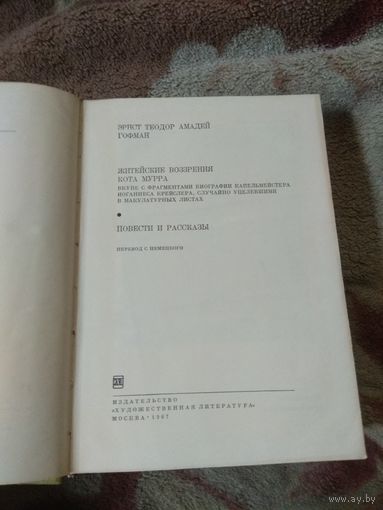 ЭРНСТ ТЕОДОР АМАДЕЙ
ГОФМАН
ЖИТЕЙСКИЕ ВОЗЗРЕНИЯ
КОТА МУРРА
ВКУПЕ С ФРАГМЕНТАМИ БИОГРАФИИ КАПЕЛЬМЕЙСТЕРА
ИОГАННЕСА КРЕЙСЛЕРА, СЛУЧАЙНО УЦЕЛЕВШИМИ
В МАКУЛАТУРНЫХ ЛИСТАХ
•
ПОВЕСТИ И РАССКАЗЫ
ПЕРЕВОД С НЕМЕЦКОГО
ИЗДАТЕЛЬСТВО
«ХУДОЖЕСТВЕННАЯ ЛИТЕРАТУРА»
МОСКВА · 1967
www.ay.by